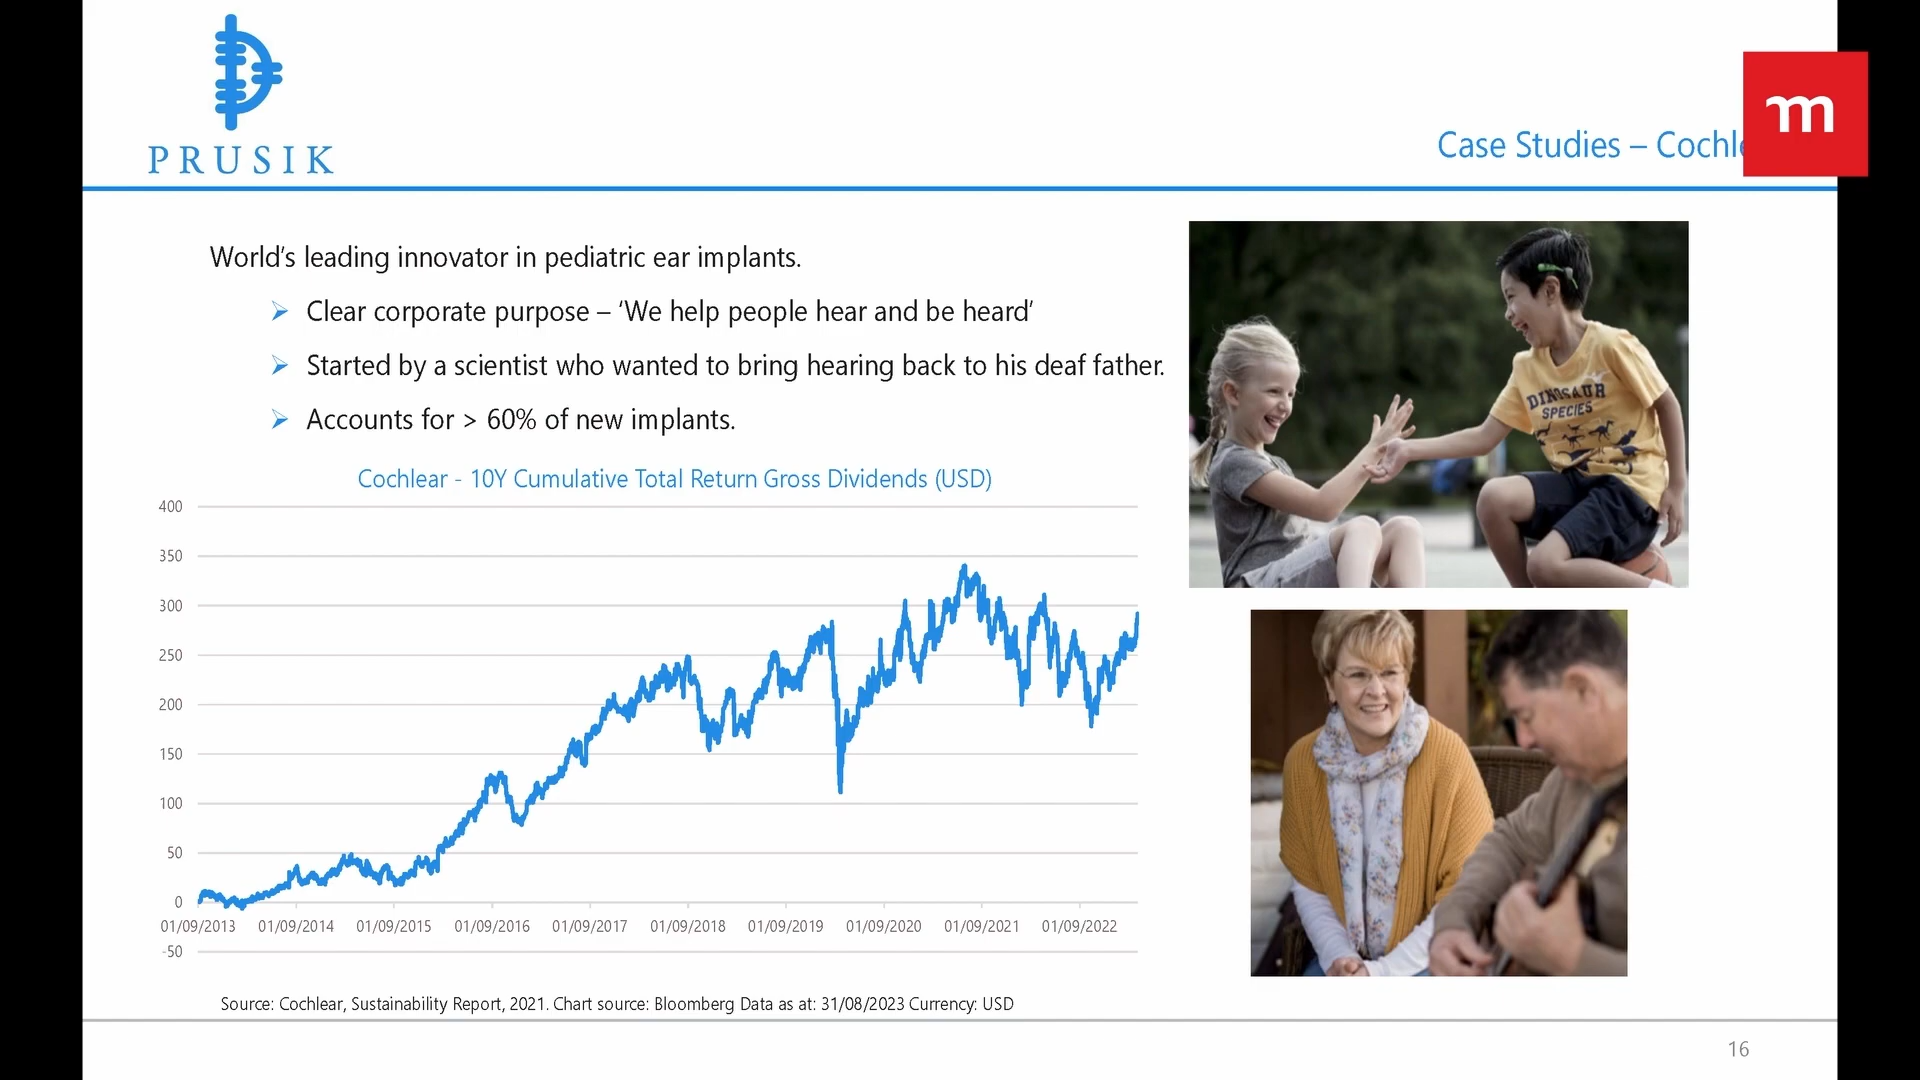 PRUSIK
Case Studies – Cochle
m
World's leading innovator in pediatric ear implants.
Clear corporate purpose – ‘We help people hear and be heard’
Started by a scientist who wanted to bring hearing back to his deaf father.
Accounts for > 60% of new implants.
DINOSAUR
SPECIES
Cochlear - 10Y Cumulative Total Return Gross Dividends (USD)
400
350
300
250
200
150
100
50
0
01/09/2013 01/09/2014 01/09/2015 01/09/2016 01/09/2017 01/09/2018 01/09/2019 01/09/2020 01/09/2021 01/09/2022
-50
Source: Cochlear, Sustainability Report, 2021. Chart source: Bloomberg Data as at: 31/08/2023 Currency: USD
16